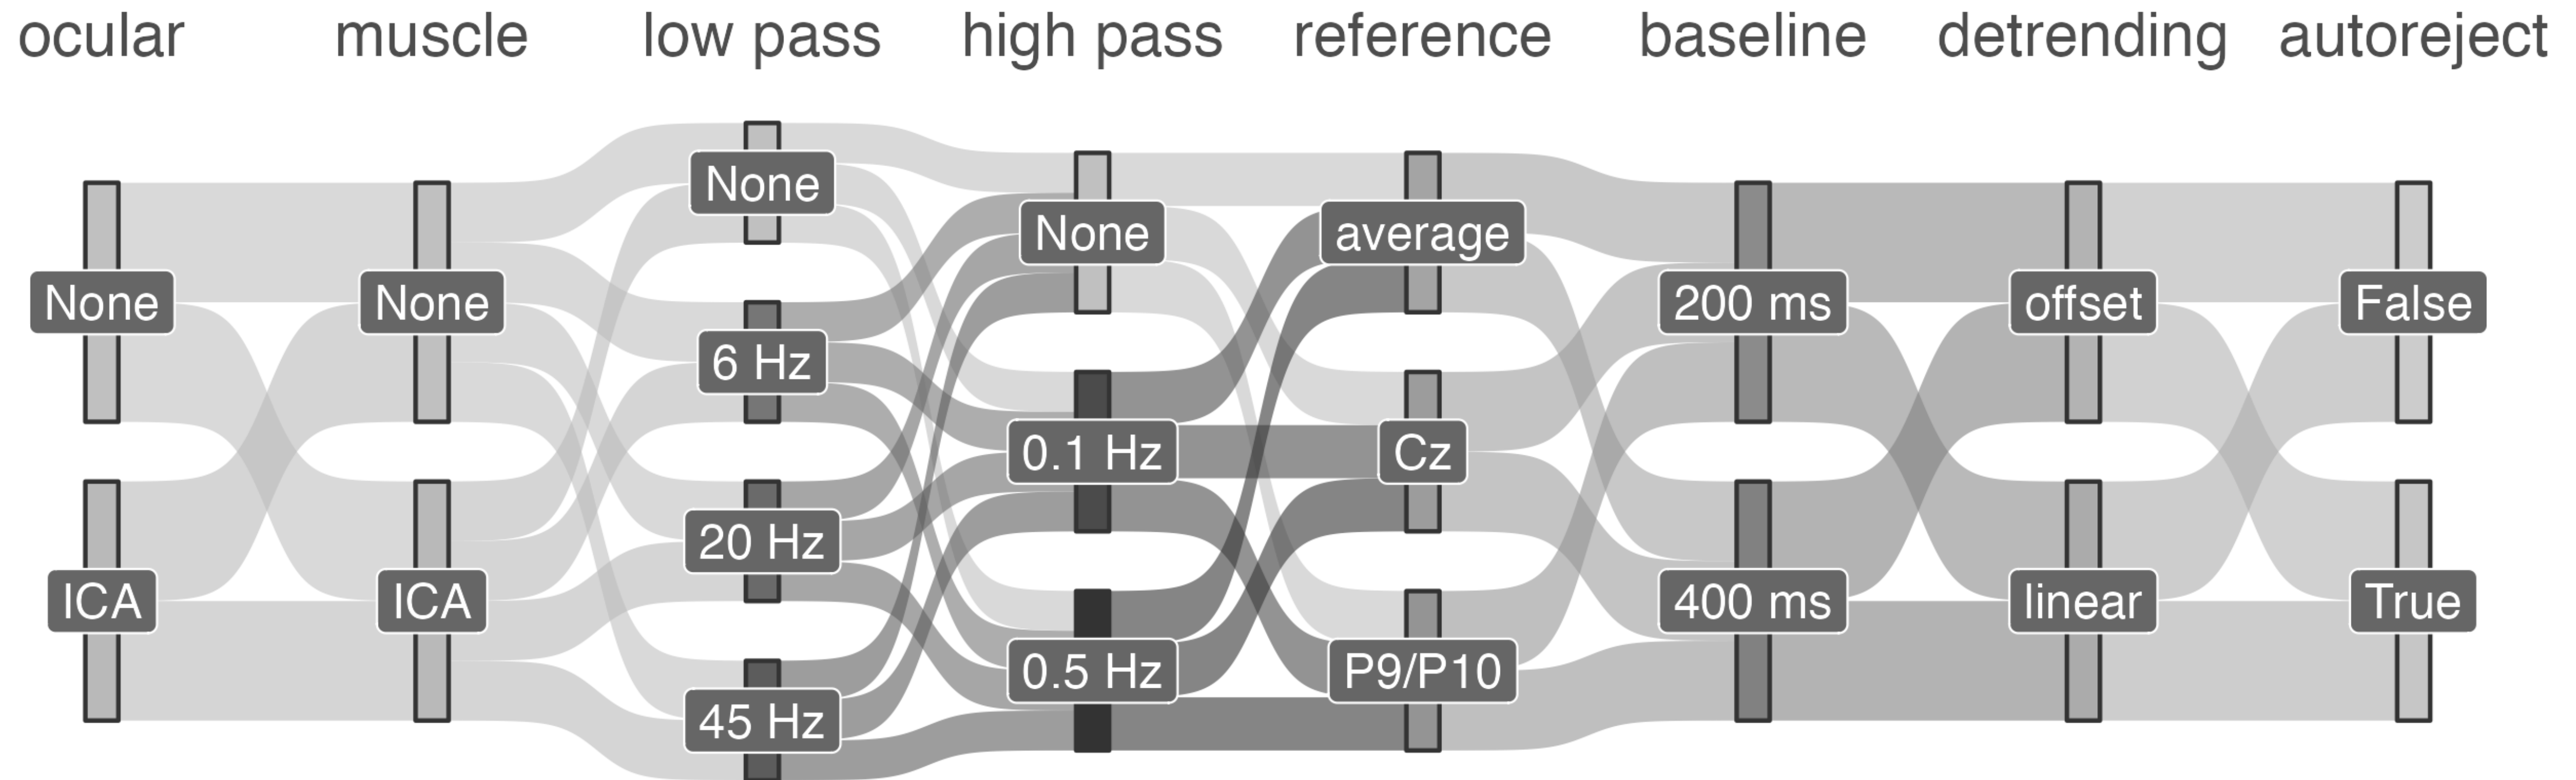 ocular muscle low pass high pass reference baseline detrending autoreject
None
ICA
None
ICA
None
6 Hz
20 Hz
45 Hz
None
0.1 Hz
0.5 Hz
average
Cz
P9/P10
200 ms
400 ms
offset
linear
False
True